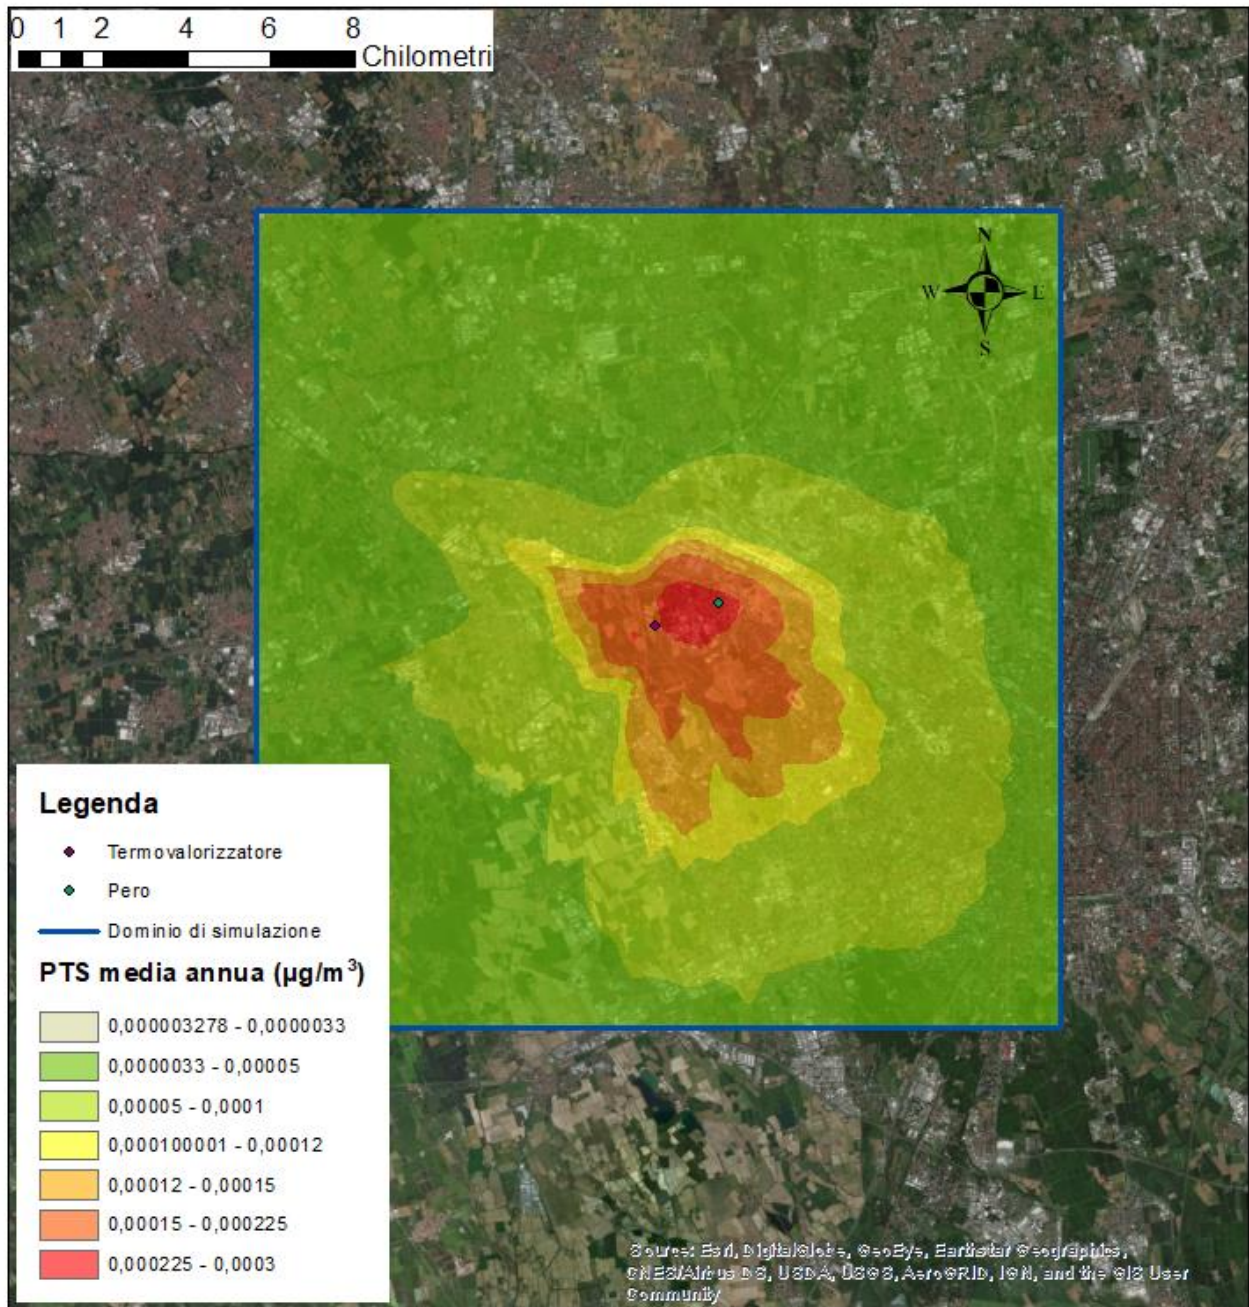 0 1 2 4 6 8
Chilometri
N
W E
S
Legenda
Termovalorizzatore
Pero
Dominio di simulazione
PTS media annua (µg/m³)
0,000003278 - 0,0000033
0,0000033 - 0,00005
0,00005 - 0,0001
0,000100001 - 0,00012
0,00012 - 0,00015
0,00015 - 0,000225
0,000225 - 0,0003
Source: Esri, DigitalGlobe, GeoEye, Earthstar Geographics,
CNES/Airbus DS, USDA, USGS, AeroGRID, IGN, and the GIS User
Community